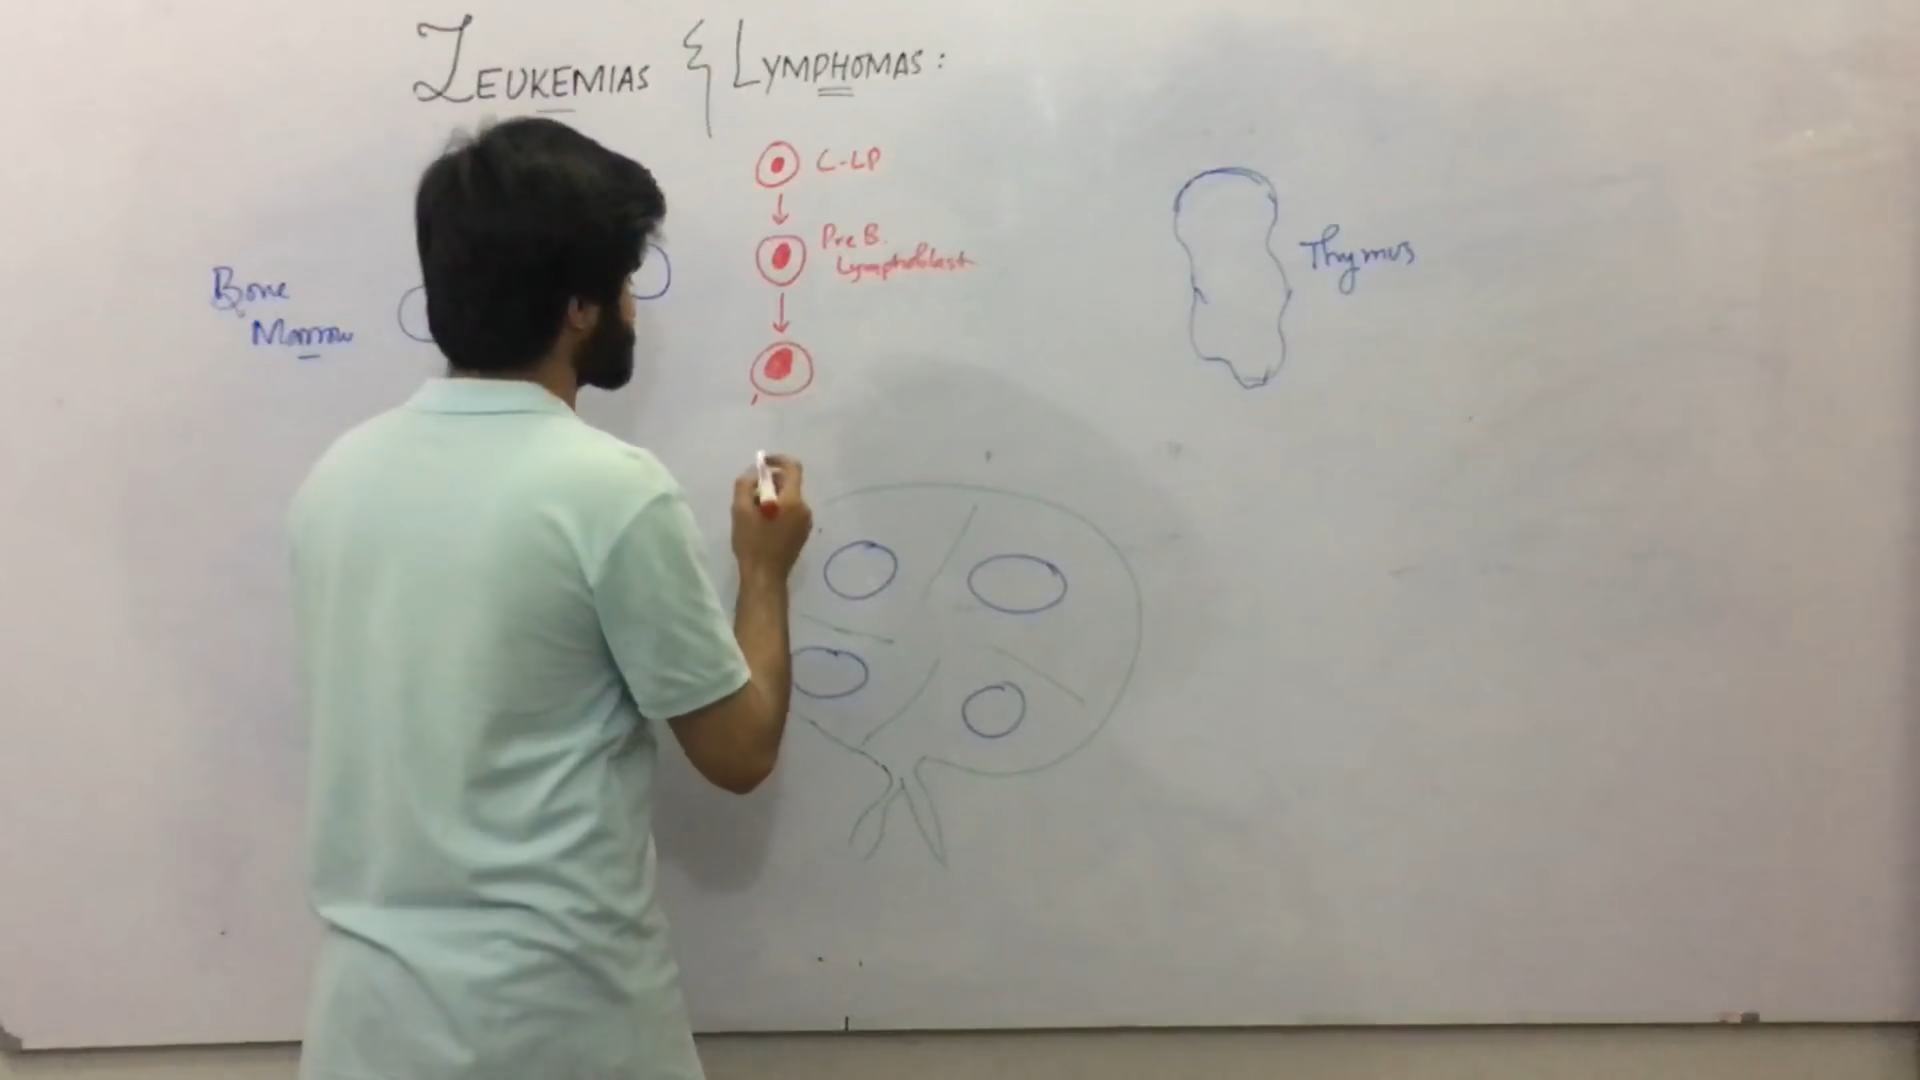 LEUKEMIAS & LYMPHOMAS:
C-LP
Pre B.
Lymphoblast
Bone
Marrow
Thymus